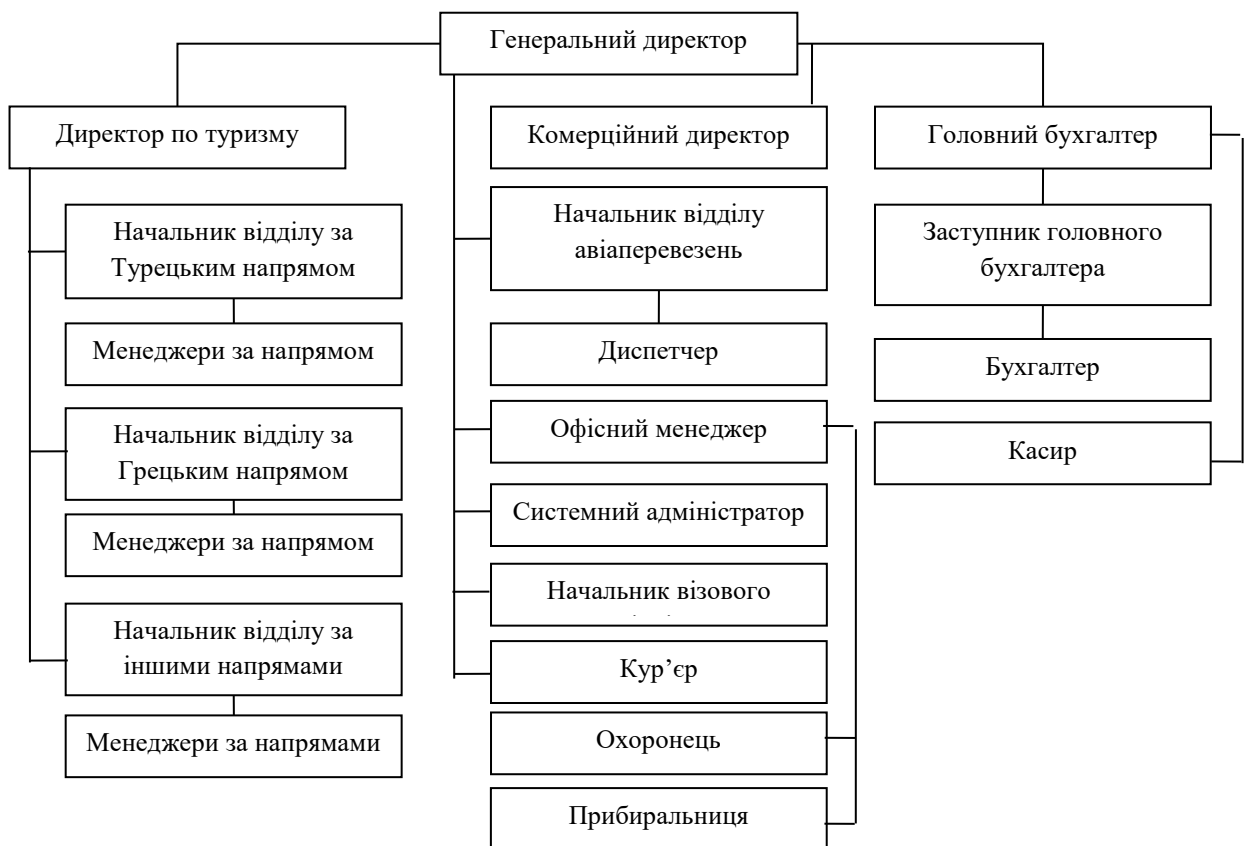 Генеральний директор
Директор по туризму
Комерційний директор
Головний бухгалтер
Начальник відділу за
Турецьким напрямом
Менеджери за напрямом
Начальник відділу за
Грецьким напрямом
Менеджери за напрямом
Начальник відділу за
іншими напрямами
Менеджери за напрямами
Начальник відділу
авіаперевезень
Диспетчер
Офісний менеджер
Системний адміністратор
Начальник візового
Кур’єр
Охоронець
Прибиральниця
Заступник головного
бухгалтера
Бухгалтер
Касир